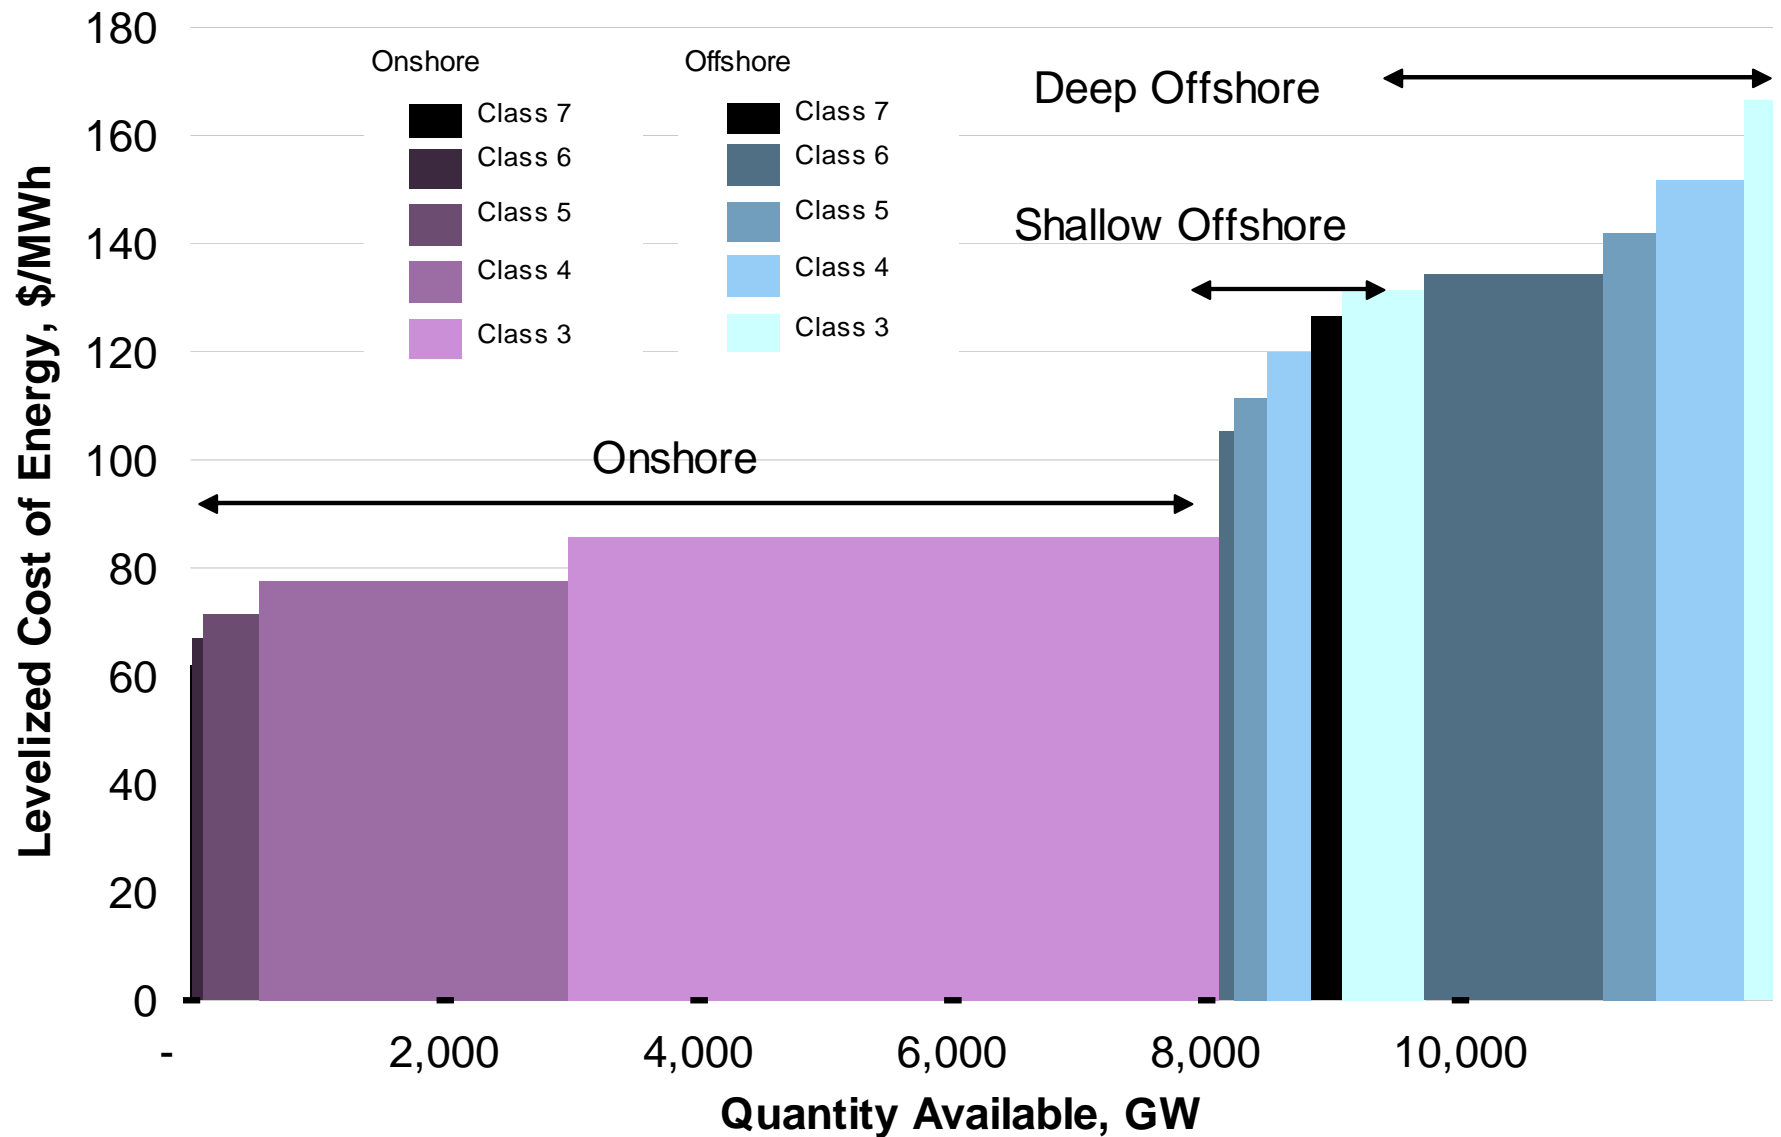 180
160
140
120
100
80
60
40
20
0
Levelized Cost of Energy, $/MWh
Onshore
Class 7
Class 6
Class 5
Class 4
Class 3
Offshore
Class 7
Class 6
Class 5
Class 4
Class 3
Deep Offshore
Shallow Offshore
Onshore
- 2,000 4,000 6,000 8,000 10,000
Quantity Available, GW